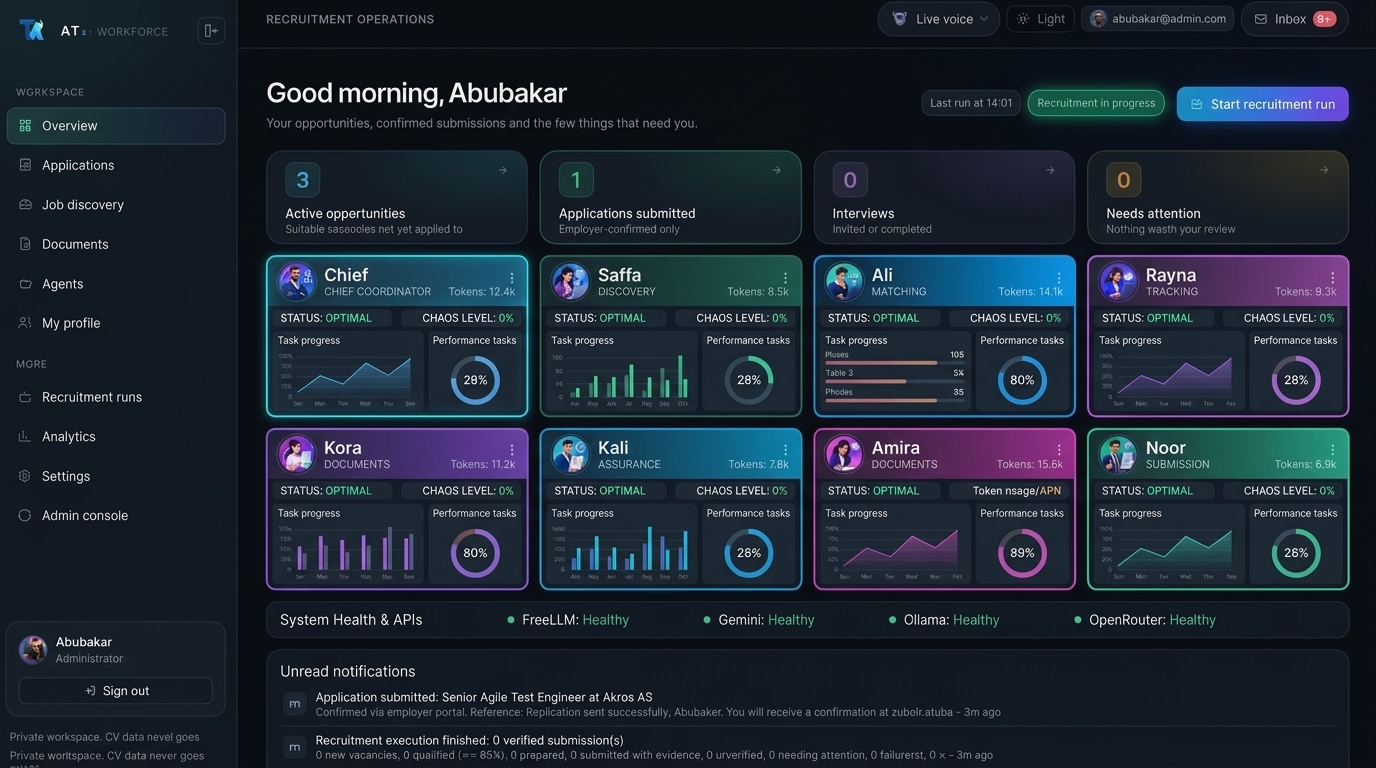 AT3 · WORKFORCE
RECRUITMENT OPERATIONS
Live voice
Light
abubakar@admin.com
Inbox 9+
WORKSPACE
Overview
Applications
Job discovery
Documents
Agents
My profile
MORE
Recruitment runs
Analytics
Settings
Admin console
Abubakar
Administrator
Sign out
Private workspace. CV data nevel goes
Private worltspace. CV data never goes
Good morning, Abubakar
Your opportunities, confirmed submissions and the few things that need you.
Last run at 14:01
Recruitment in progress
Start recruitment run
3
Active oppertunities
Suitable saseooles net yet applied to
1
Applications submitted
Employer-confirmed only
0
Interviews
Invited or completed
0
Needs attention
Nothing wasth your review
Chief
CHIEF COORDINATOR Tokens: 12.4k
STATUS: OPTIMAL CHAOS LEVEL: 0%
Task progress Performance tasks
28%
Saffa
DISCOVERY Tokens: 8.5k
STATUS: OPTIMAL CHAOS LEVEL: 0%
Task progress Performance tasks
28%
Ali
MATCHING Tokens: 14.1k
STATUS: OPTIMAL CHAOS LEVEL: 0%
Task progress Performance tasks
Pluses 105
Table 3 5%
Phodes 35
80%
Rayna
TRACKING Tokens: 9.3k
STATUS: OPTIMAL CHAOS LEVEL: 0%
Task progress Performance tasks
28%
Kora
DOCUMENTS Tokens: 11.2k
STATUS: OPTIMAL CHAOS LEVEL: 0%
Task progress Performance tasks
80%
Kali
ASSURANCE Tokens: 7.8k
STATUS: OPTIMAL CHAOS LEVEL: 0%
Task progress Performance tasks
28%
Amira
DOCUMENTS Tokens: 15.6k
STATUS: OPTIMAL Token nsage/APN
Task progress Performance tasks
89%
Noor
SUBMISSION Tokens: 6.9k
STATUS: OPTIMAL CHAOS LEVEL: 0%
Task progress Performance tasks
28%
System Health & APIs
FreeLLM: Healthy
Gemini: Healthy
Ollama: Healthy
OpenRouter: Healthy
Unread notifications
m
Application submitted: Senior Agile Test Engineer at Akros AS
Confirmed via employer portal. Reference: Replication sent successfully, Abubaker. You will receive a confirmation at zubolr.atuba - 3m ago
m
Recruitment execution finished: 0 verified submission(s)
0 new vacancies, 0 qualified (== 85%), 0 prepared, 0 submitted with evidence, 0 urverified, 0 needing attention, 0 failurerst, 0 × - 3m ago